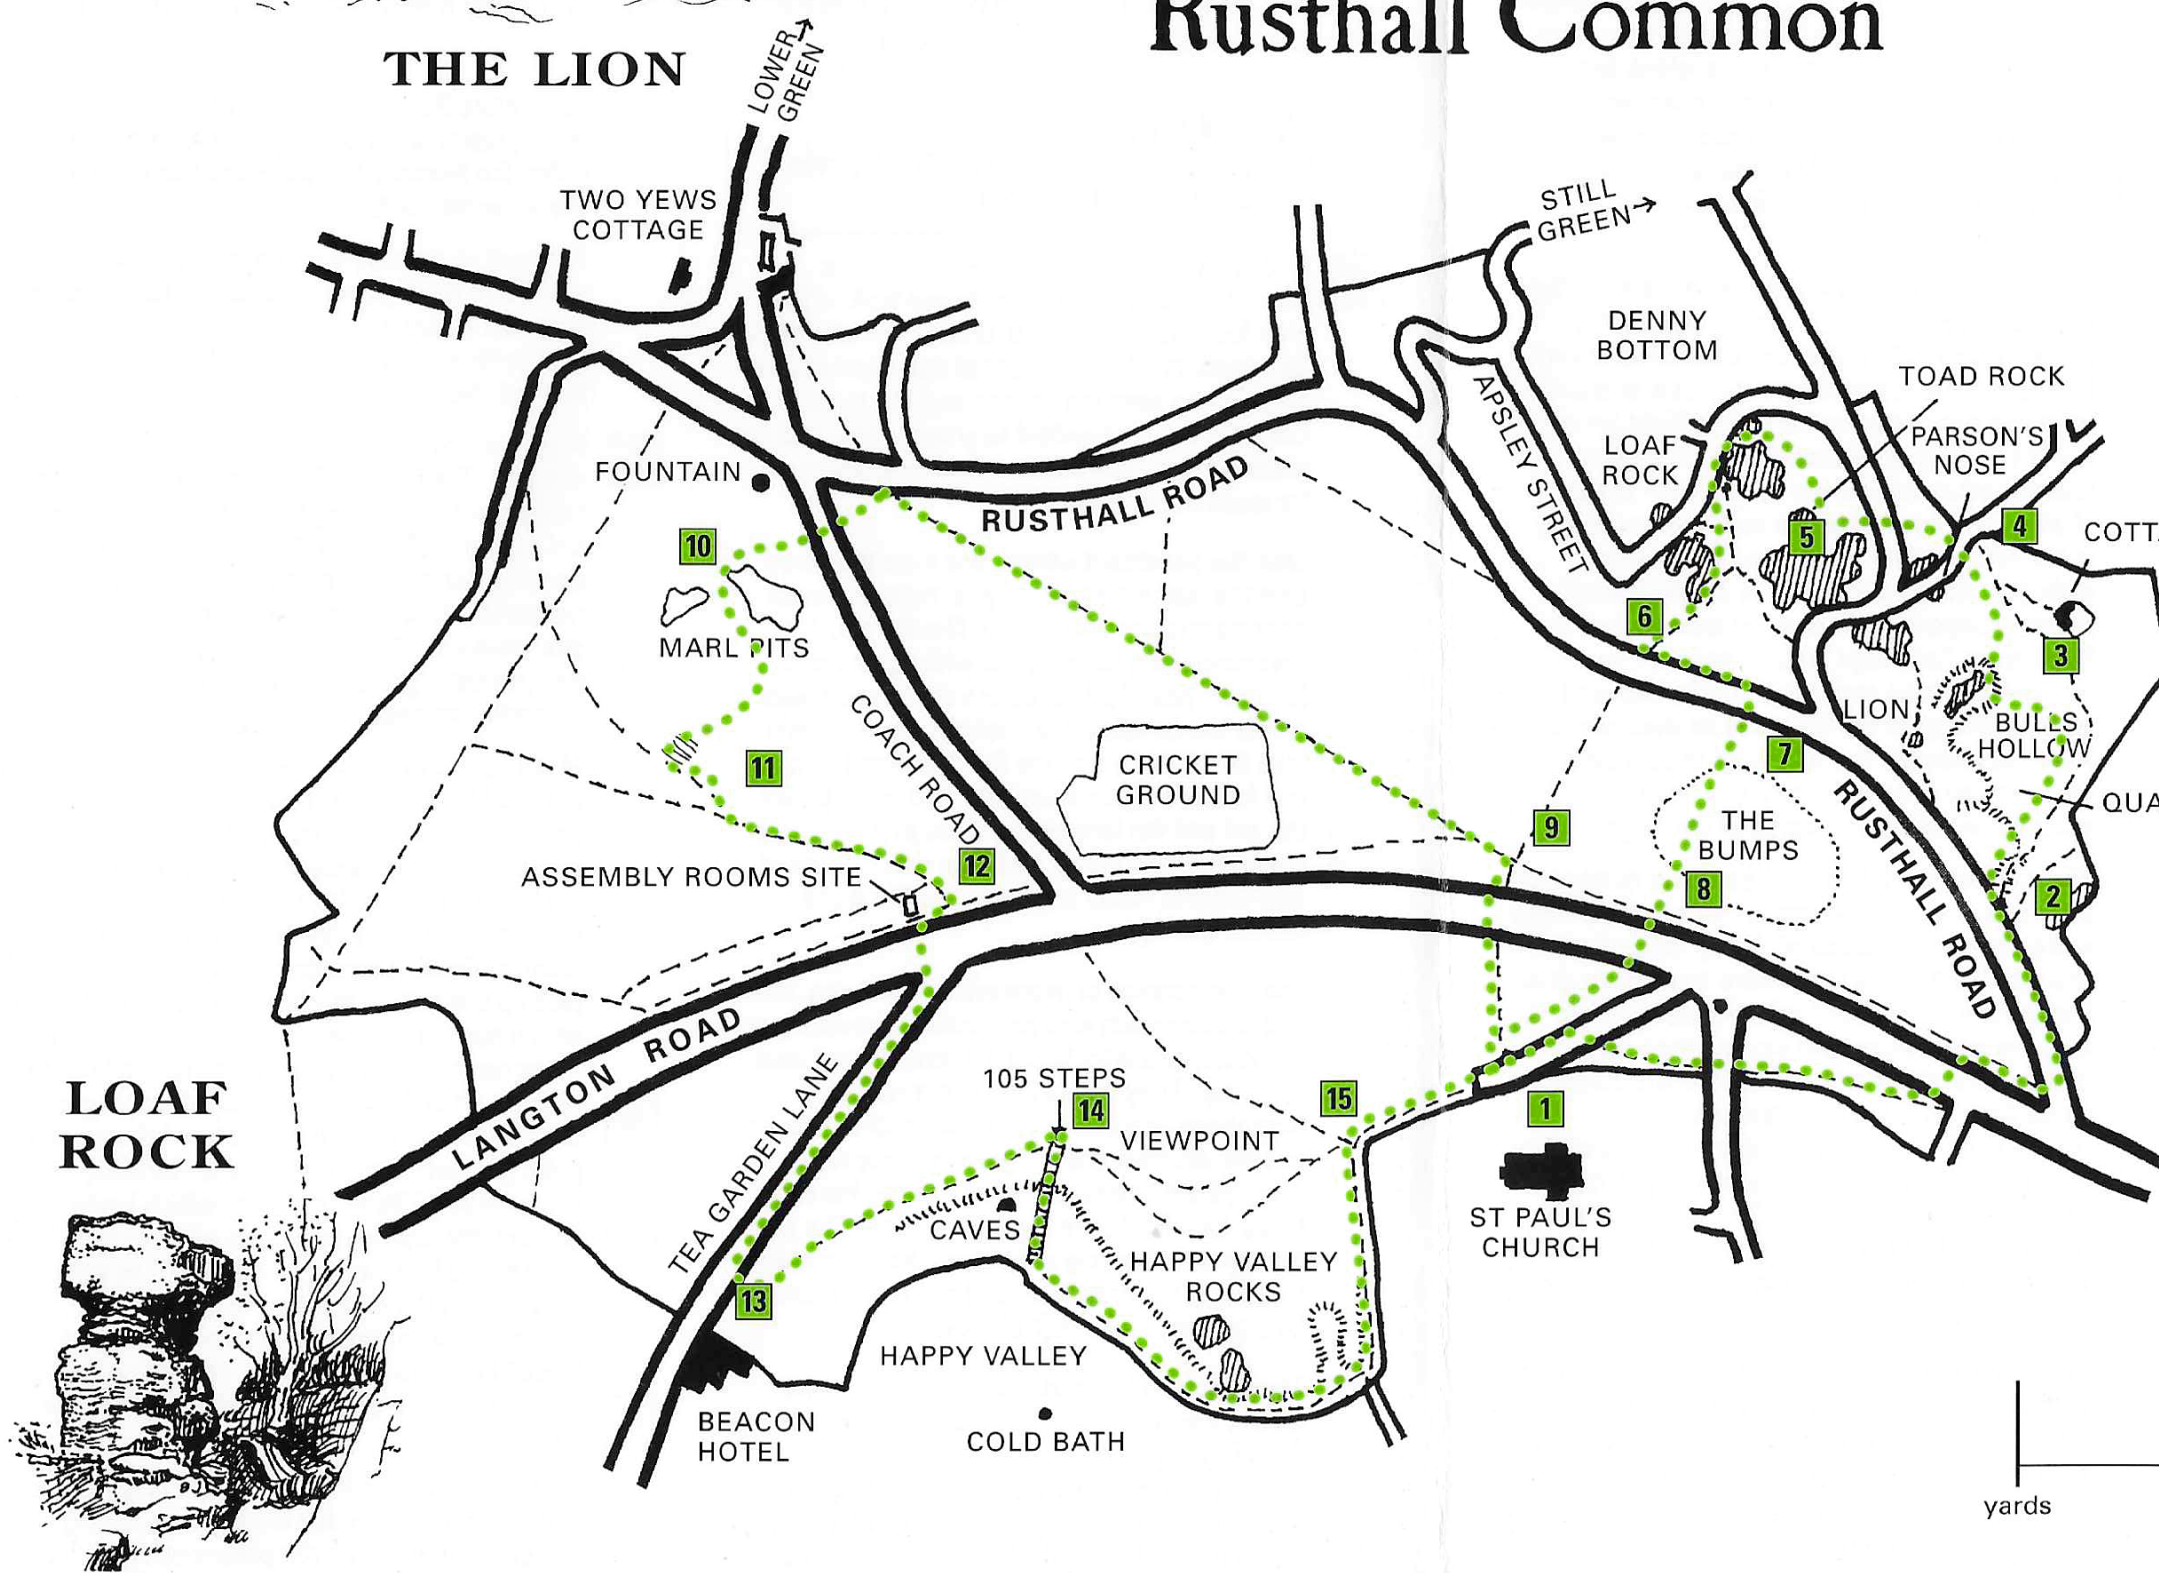 Rusthall Common
THE LION
LOWER
GREEN
TWO YEWS
COTTAGE
STILL
GREEN
DENNY
BOTTOM
TOAD ROCK
APSLEY STREET
LOAF
ROCK
PARSON'S
NOSE
FOUNTAIN
RUSTHALL ROAD
10
5
4
6
MARL PITS
3
COACH ROAD
LION
BULLS
HOLLOW
11
CRICKET
GROUND
7
RUSTHALL ROAD
9
THE
BUMPS
12
ASSEMBLY ROOMS SITE
8
2
LANGTON ROAD
TEA GARDEN LANE
105 STEPS
14
15
1
VIEWPOINT
LOAF
ROCK
CAVES
ST PAUL'S
CHURCH
HAPPY VALLEY
ROCKS
13
HAPPY VALLEY
BEACON
HOTEL
COLD BATH
yards